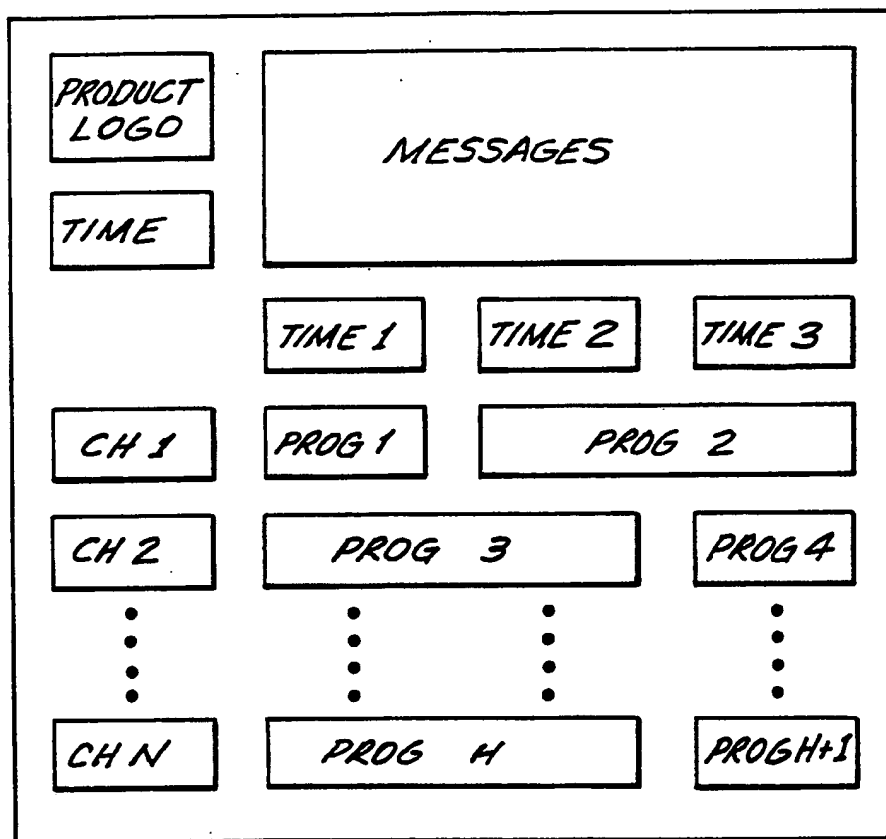 PRODUCT
LOGO
MESSAGES
TIME
TIME 1
TIME 2
TIME 3
CH 1
PROG 1
PROG 2
CH 2
PROG 3
PROG 4
CH N
PROG H
PROG H+1